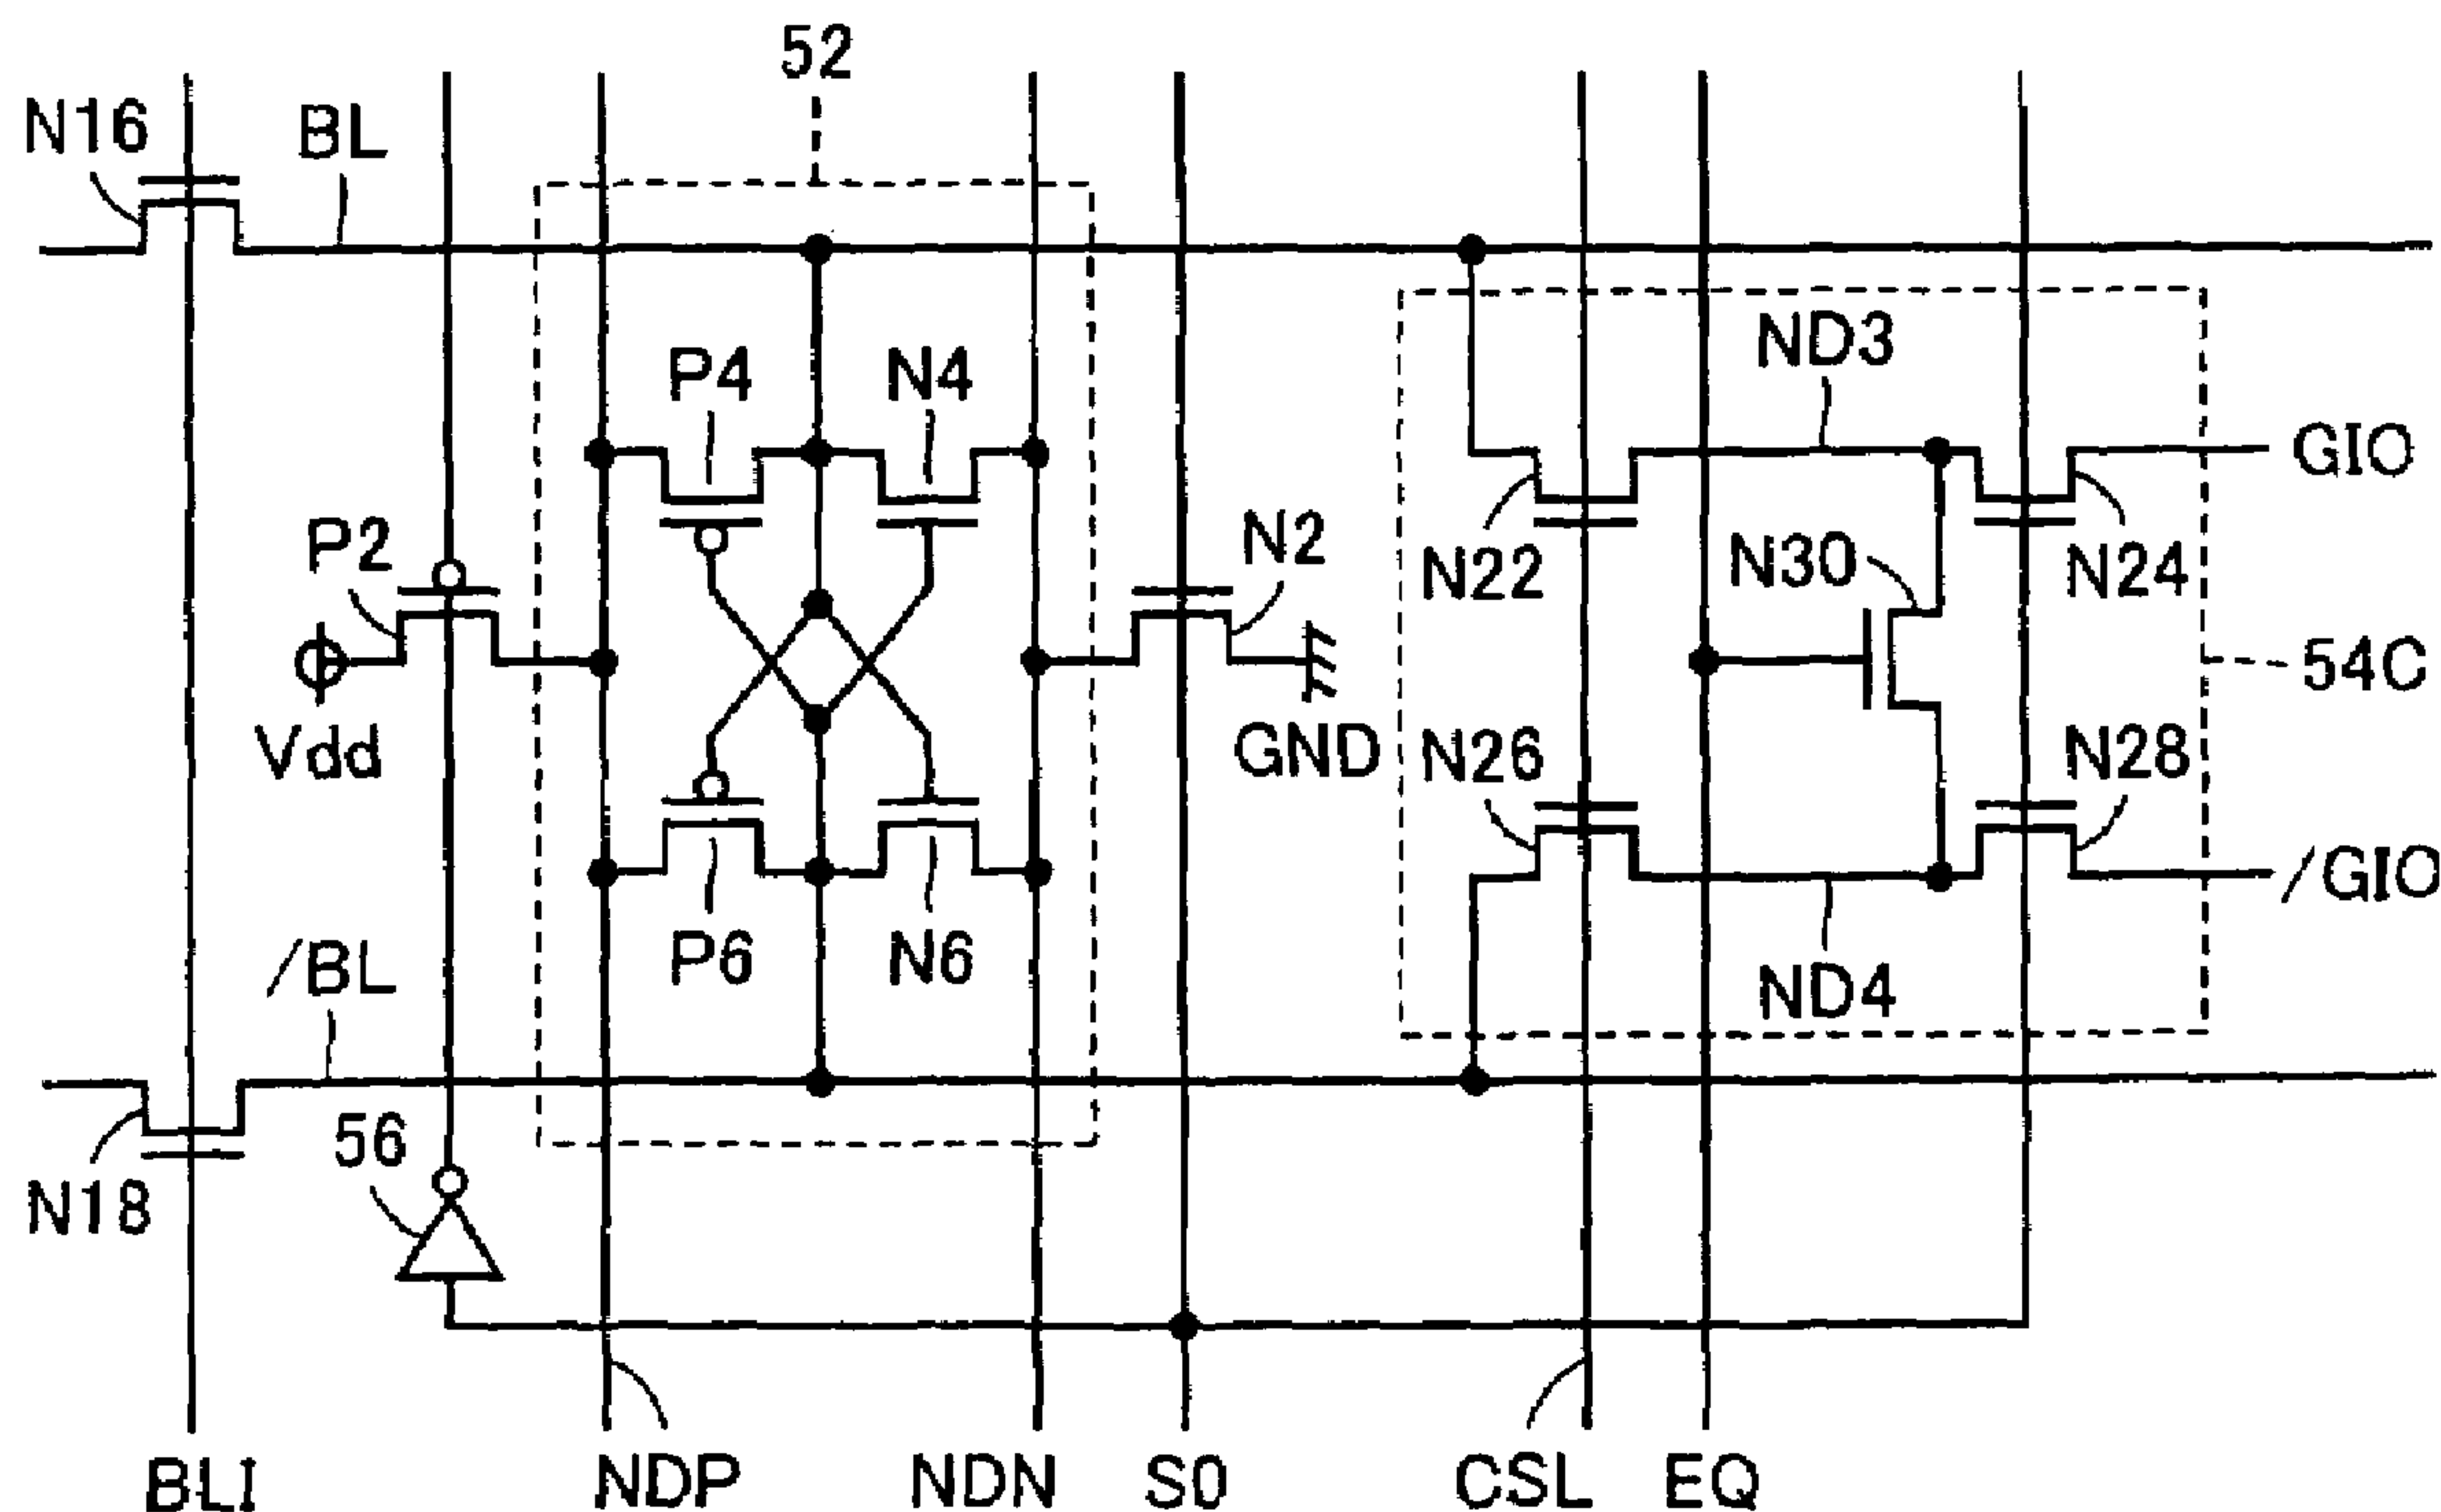 52
N16
BL
ND3
P4
N4
GIO
P2
N2
N22
N30
N24
54C
Vdd
GND
N26
N28
/GIO
P6
N6
/BL
ND4
56
N18
BLI
NDP
NDN
S0
CSL
EQ